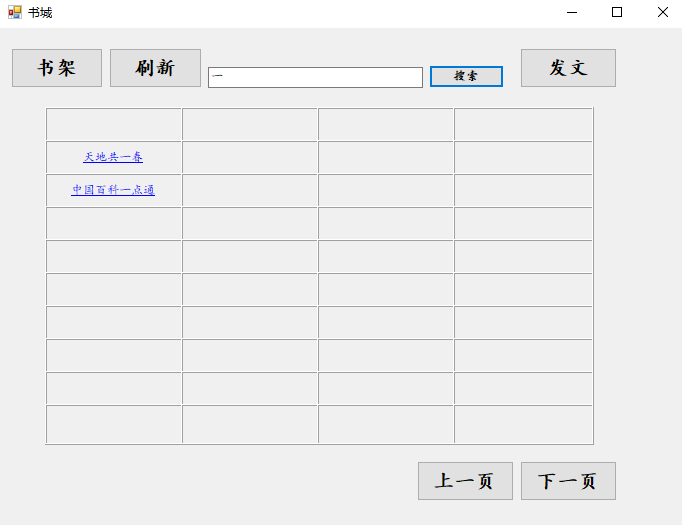 书城
书架 刷新 一 搜索 发文
天地共一春
中国百科一点通
上一页 下一页